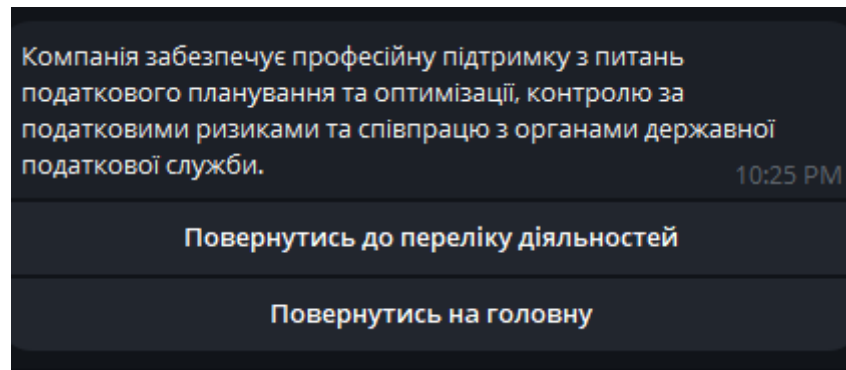 Компанія забезпечує професійну підтримку з питань
податкового планування та оптимізації, контролю за
податковими ризиками та співпрацю з органами державної
податкової служби.
10:25 PM
Повернутись до переліку діяльностей
Повернутись на головну